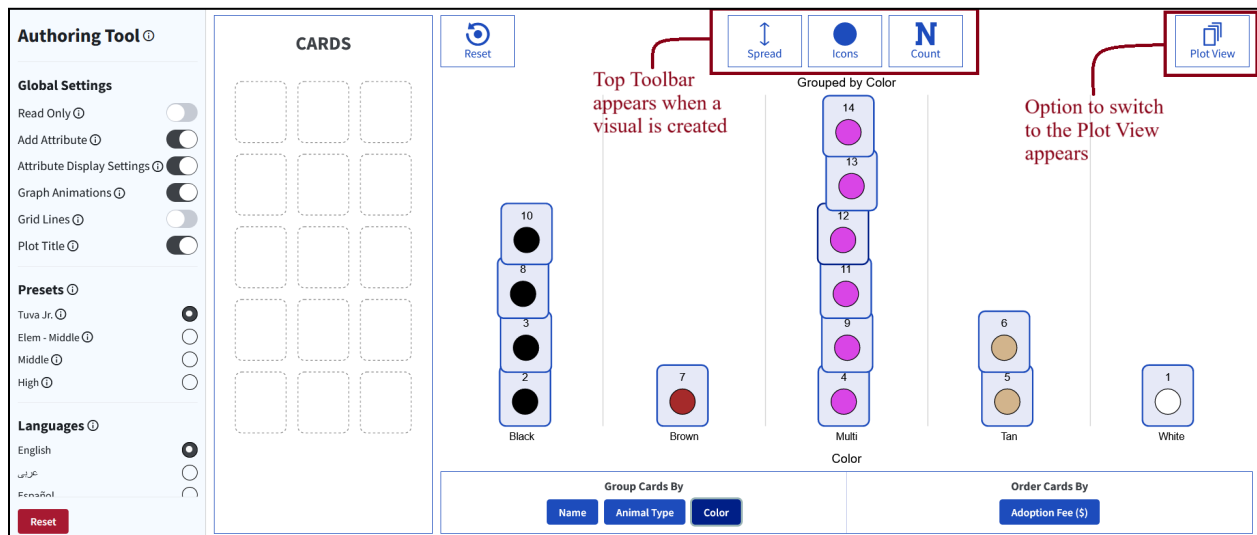 Authoring Tool
Global Settings
Read Only
Add Attribute
Attribute Display Settings
Graph Animations
Grid Lines
Plot Title
Presets
Tuva Jr.
Elem - Middle
Middle
High
Languages
English
عربى
Español
Reset
CARDS
Reset
Spread
Icons
N
Count
Plot View
Top Toolbar
appears when a
visual is created
Option to switch
to the Plot View
appears
Grouped by Color
14
13
10
12
8
11
3
9
6
2
7
4
5
1
Black
Brown
Multi
Tan
White
Color
Group Cards By
Name
Animal Type
Color
Order Cards By
Adoption Fee ($)